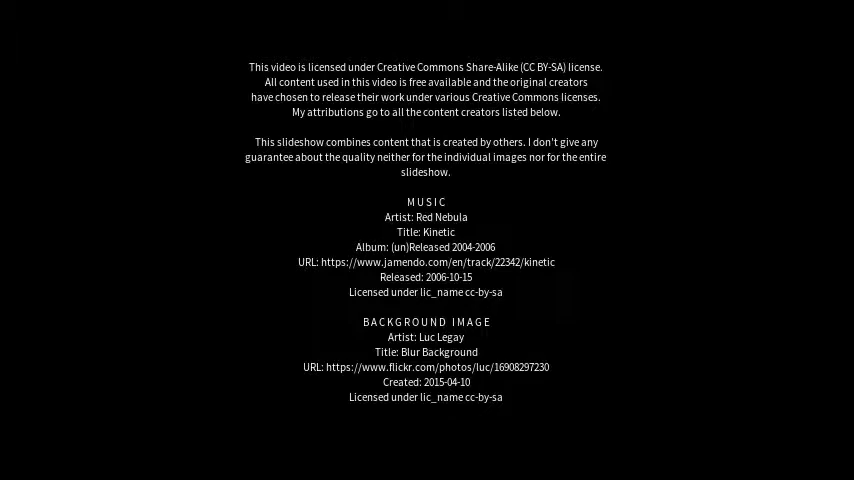 This video is licensed under Creative Commons Share-Alike (CC BY-SA) license.
All content used in this video is free available and the original creators
have chosen to release their work under various Creative Commons licenses.
My attributions go to all the content creators listed below.
This slideshow combines content that is created by others. I don't give any
guarantee about the quality neither for the individual images nor for the entire
slideshow.
MUSIC
Artist: Red Nebula
Title: Kinetic
Album: (un)Released 2004-2006
URL: https://www.jamendo.com/en/track/22342/kinetic
Released: 2006-10-15
Licensed under lic_name cc-by-sa
BACKGROUND IMAGE
Artist: Luc Legay
Title: Blur Background
URL: https://www.flickr.com/photos/luc/16908297230
Created: 2015-04-10
Licensed under lic_name cc-by-sa